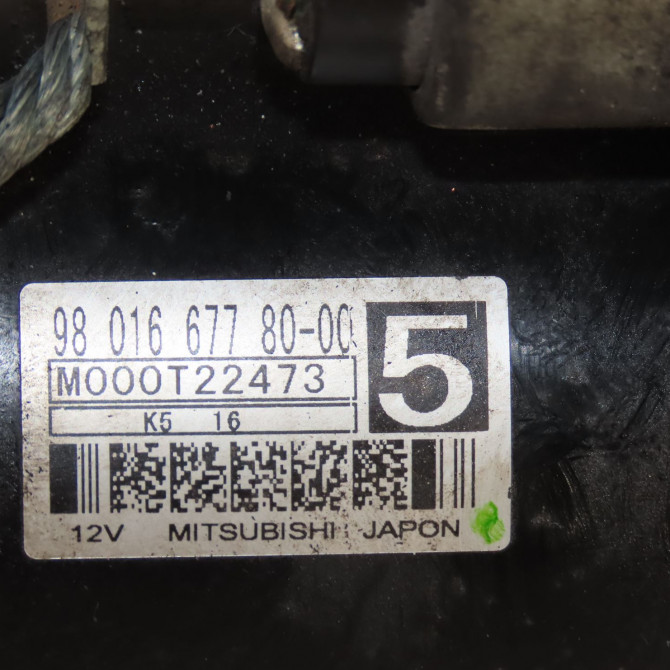 98 016 677 80-00
M000T22473
5
K5 16
12V MITSUBISHI JAPON